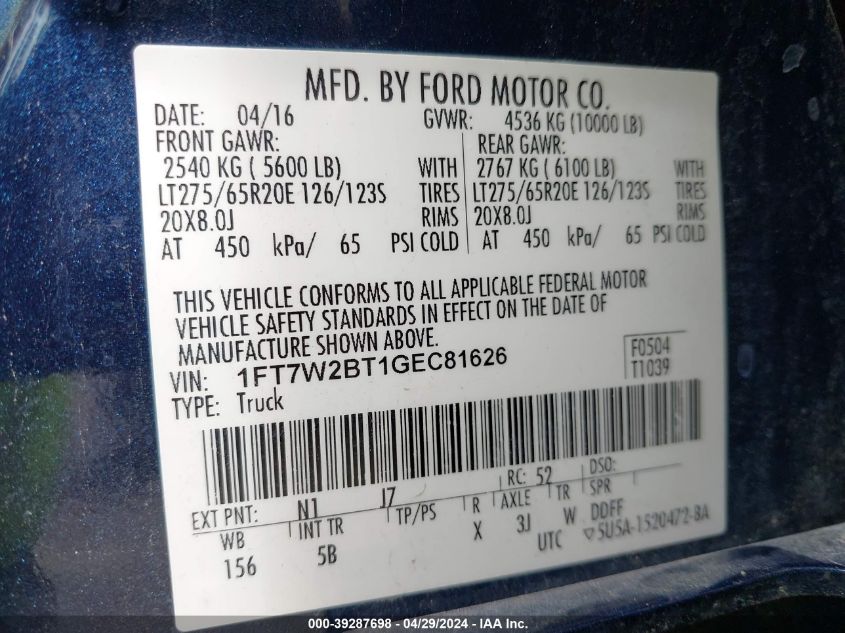 MFD. BY FORD MOTOR CO.
DATE: 04/16 GVWR: 4536 KG (10000 LB)
FRONT GAWR: REAR GAWR:
2540 KG ( 5600 LB) WITH 2767 KG ( 6100 LB) WITH
LT275/65R20E 126/123S TIRES LT275/65R20E 126/123S TIRES
20X8.0J RIMS 20X8.0J RIMS
AT 450 kPa/ 65 PSI COLD AT 450 kPa/ 65 PSI COLD
THIS VEHICLE CONFORMS TO ALL APPLICABLE FEDERAL MOTOR
VEHICLE SAFETY STANDARDS IN EFFECT ON THE DATE OF
MANUFACTURE SHOWN ABOVE.
VIN: 1FT7W2BT1GEC81626 F0504
TYPE: Truck T1039
EXT PNT: N1 J7 RC: 52 DSO:
WB INT TR TP/PS R AXLE TR SPR
156 5B X 3J W DDFF
UTC ▽5U5A-1520472-BA
000-39287698 - 04/29/2024 - IAA Inc.